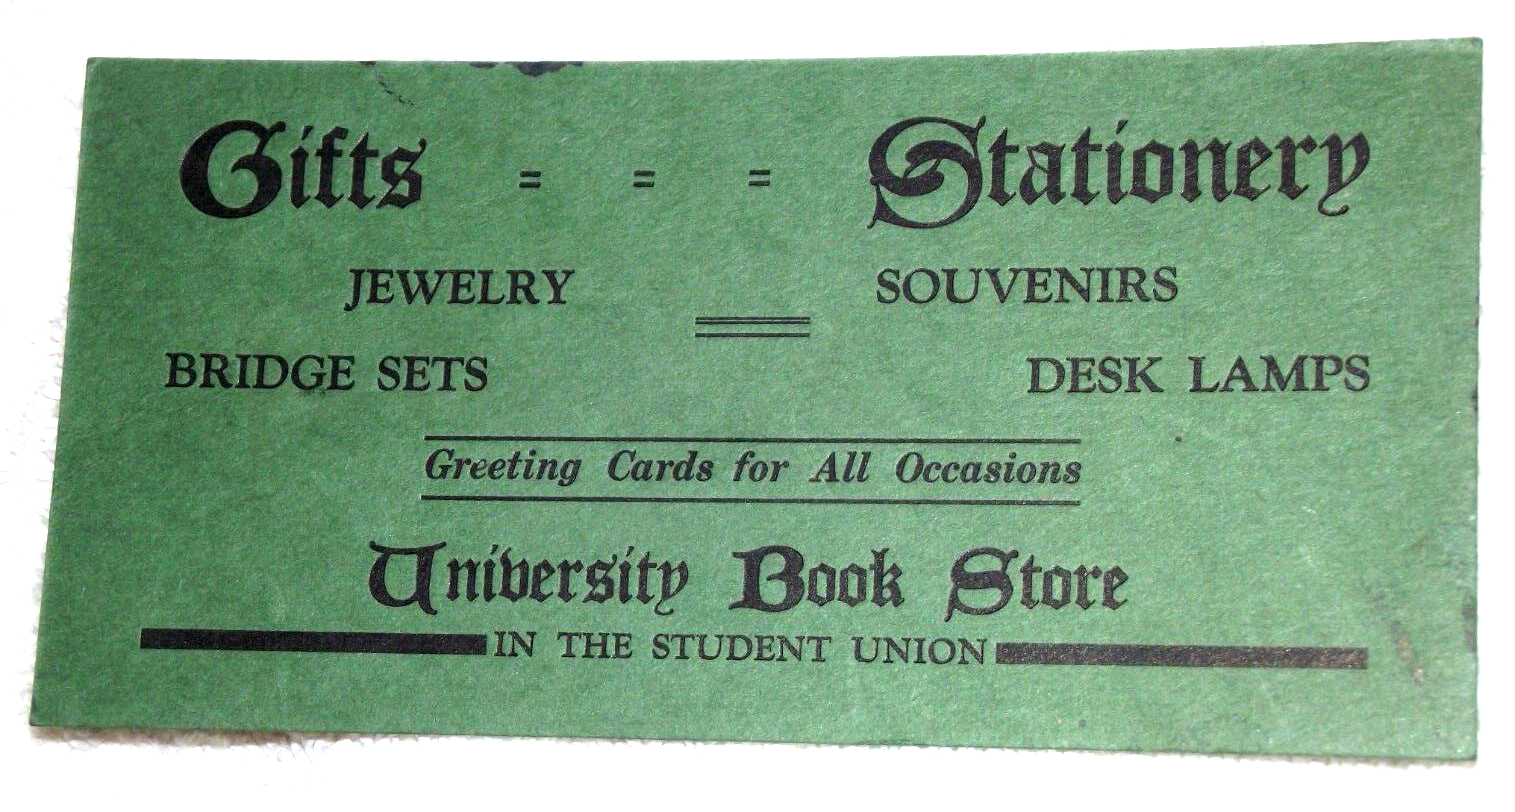 Gifts = = = Stationery
JEWELRY SOUVENIRS
BRIDGE SETS DESK LAMPS
Greeting Cards for All Occasions
University Book Store
IN THE STUDENT UNION